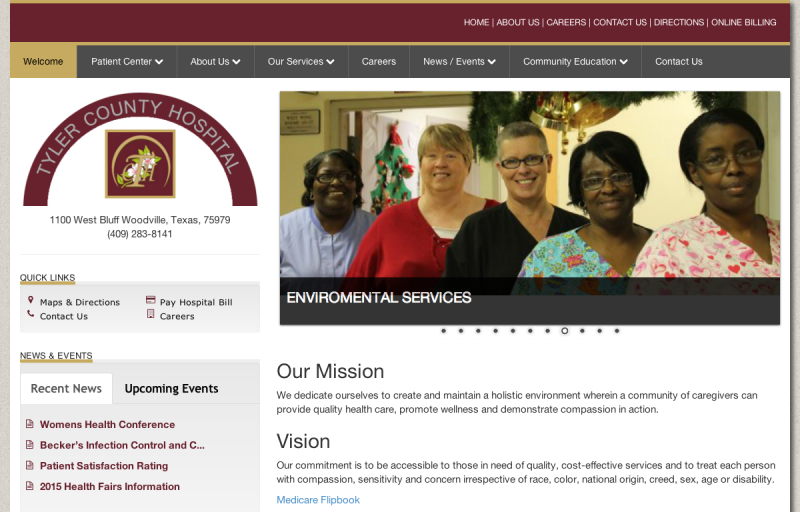 HOME | ABOUT US | CAREERS | CONTACT US | DIRECTIONS | ONLINE BILLING
Welcome
Patient Center
About Us
Our Services
Careers
News / Events
Community Education
Contact Us
TYLER COUNTY HOSPITAL
1100 West Bluff Woodville, Texas, 75979
(409) 283-8141
QUICK LINKS
Maps & Directions
Pay Hospital Bill
Contact Us
Careers
NEWS & EVENTS
Recent News
Upcoming Events
Womens Health Conference
Becker's Infection Control and C...
Patient Satisfaction Rating
2015 Health Fairs Information
ENVIROMENTAL SERVICES
Our Mission
We dedicate ourselves to create and maintain a holistic environment wherein a community of caregivers can
provide quality health care, promote wellness and demonstrate compassion in action.
Vision
Our commitment is to be accessible to those in need of quality, cost-effective services and to treat each person
with compassion, sensitivity and concern irrespective of race, color, national origin, creed, sex, age or disability.
Medicare Flipbook